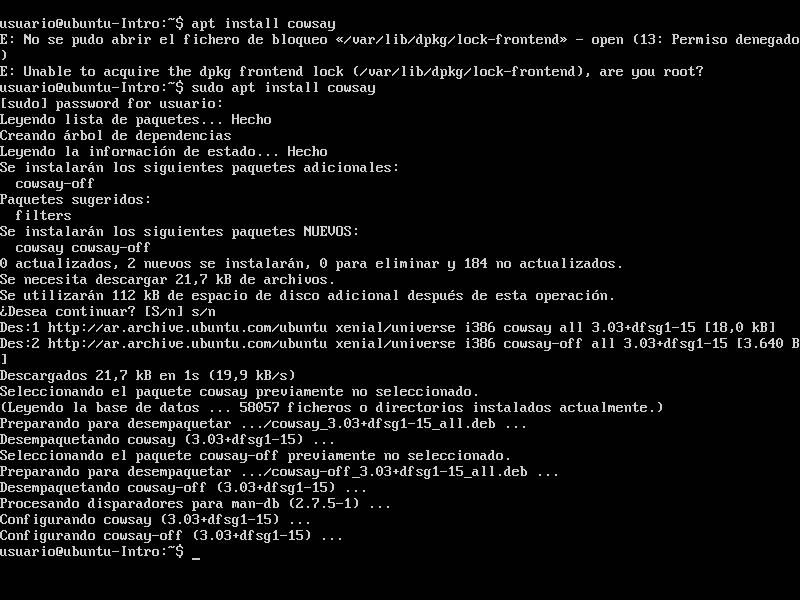 usuario@ubuntu-Intro:~$ apt install cowsay
E: No se pudo abrir el fichero de bloqueo «/var/lib/dpkg/lock-frontend» - open (13: Permiso denegado
)
E: Unable to acquire the dpkg frontend lock (/var/lib/dpkg/lock-frontend), are you root?
usuario@ubuntu-Intro:~$ sudo apt install cowsay
[sudo] password for usuario:
Leyendo lista de paquetes... Hecho
Creando árbol de dependencias
Leyendo la información de estado... Hecho
Se instalarán los siguientes paquetes adicionales:
  cowsay-off
Paquetes sugeridos:
  filters
Se instalarán los siguientes paquetes NUEVOS:
  cowsay cowsay-off
0 actualizados, 2 nuevos se instalarán, 0 para eliminar y 184 no actualizados.
Se necesita descargar 21,7 kB de archivos.
Se utilizarán 112 kB de espacio de disco adicional después de esta operación.
¿Desea continuar? [S/n] s/n
Des:1 http://ar.archive.ubuntu.com/ubuntu xenial/universe i386 cowsay all 3.03+dfsg1-15 [18,0 kB]
Des:2 http://ar.archive.ubuntu.com/ubuntu xenial/universe i386 cowsay-off all 3.03+dfsg1-15 [3.640 B
]
Descargados 21,7 kB en 1s (19,9 kB/s)
Seleccionando el paquete cowsay previamente no seleccionado.
(Leyendo la base de datos ... 58057 ficheros o directorios instalados actualmente.)
Preparando para desempaquetar .../cowsay_3.03+dfsg1-15_all.deb ...
Desempaquetando cowsay (3.03+dfsg1-15) ...
Seleccionando el paquete cowsay-off previamente no seleccionado.
Preparando para desempaquetar .../cowsay-off_3.03+dfsg1-15_all.deb ...
Desempaquetando cowsay-off (3.03+dfsg1-15) ...
Procesando disparadores para man-db (2.7.5-1) ...
Configurando cowsay (3.03+dfsg1-15) ...
Configurando cowsay-off (3.03+dfsg1-15) ...
usuario@ubuntu-Intro:~$ _